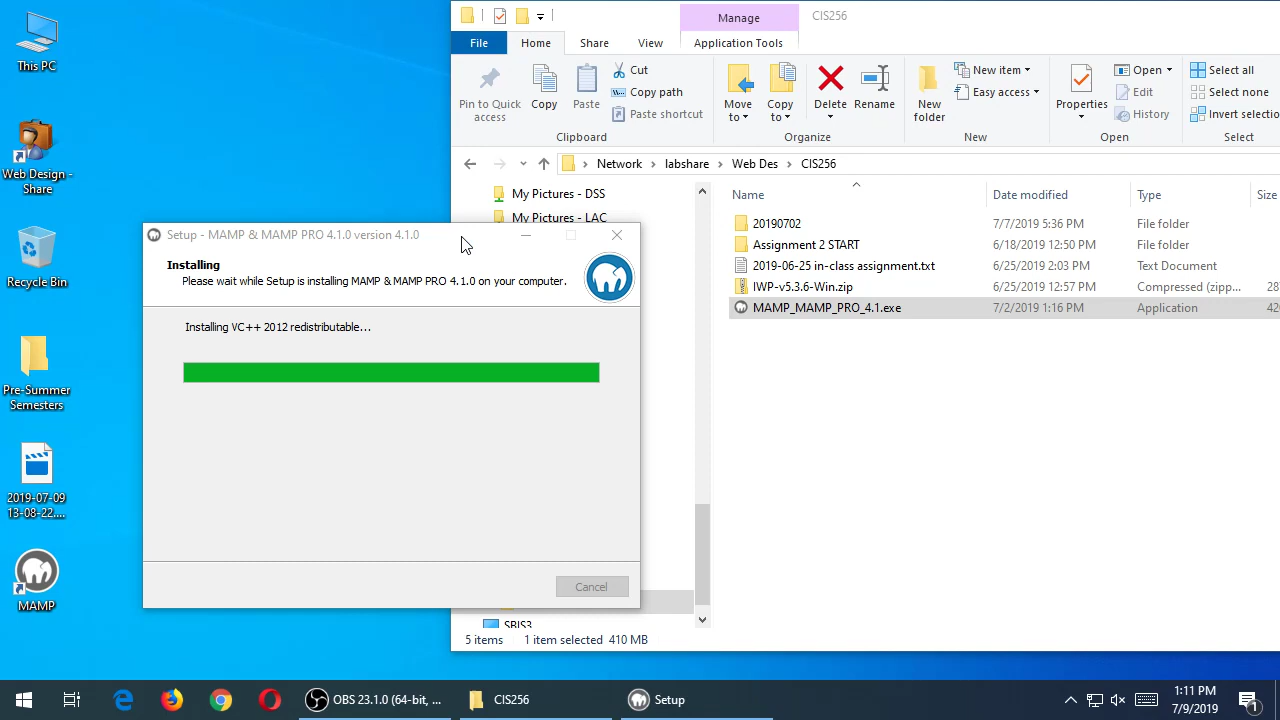 This PC
Web Design -
Share
Recycle Bin
Pre-Summer
Semesters
2019-07-09
13-08-22....
MAMP
Manage
CIS256
File
Home
Share
View
Application Tools
Pin to Quick
access
Copy
Paste
Cut
Copy path
Paste shortcut
Clipboard
Move
to
Copy
to
Delete
Rename
Organize
New
folder
New item
Easy access
New
Properties
Open
Edit
History
Open
Select all
Select none
Invert selectio
Select
Network
labshare
Web Des
CIS256
My Pictures - DSS
My Pictures - LAC
SBIS3
Name
Date modified
Type
Size
20190702
7/7/2019 5:36 PM
File folder
Assignment 2 START
6/18/2019 12:50 PM
File folder
2019-06-25 in-class assignment.txt
6/25/2019 2:03 PM
Text Document
IWP-v5.3.6-Win.zip
6/25/2019 12:57 PM
Compressed (zipp...
28
MAMP_MAMP_PRO_4.1.exe
7/2/2019 1:16 PM
Application
42
5 items
1 item selected 410 MB
Setup - MAMP & MAMP PRO 4.1.0 version 4.1.0
Installing
Please wait while Setup is installing MAMP & MAMP PRO 4.1.0 on your computer.
Installing VC++ 2012 redistributable...
Cancel
OBS 23.1.0 (64-bit, ...
CIS256
Setup
1:11 PM
7/9/2019
1